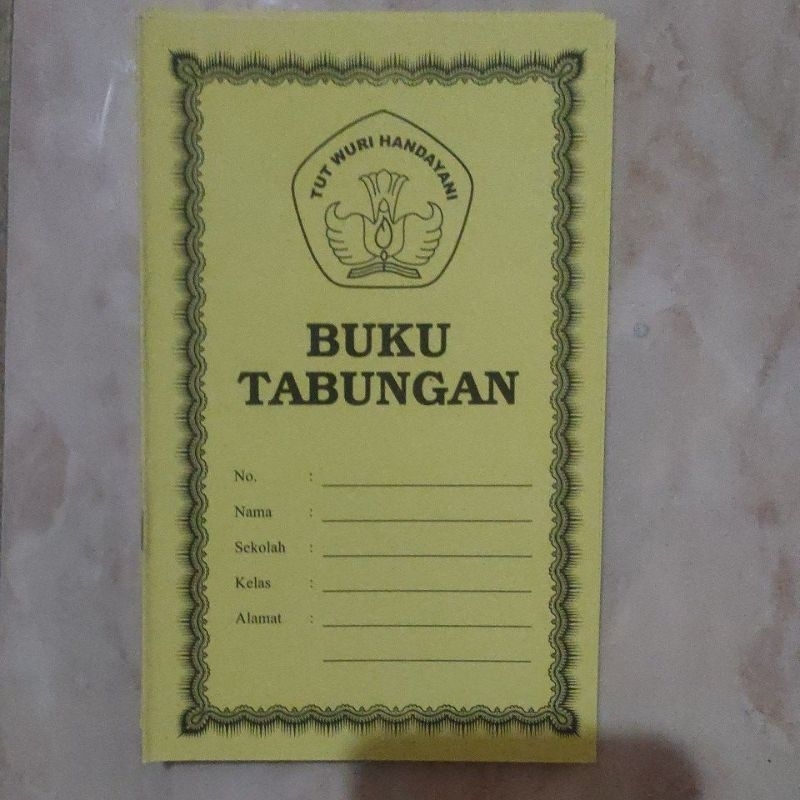 TUT WURI HANDAYANI
BUKU
TABUNGAN
No. :
Nama :
Sekolah :
Kelas :
Alamat :